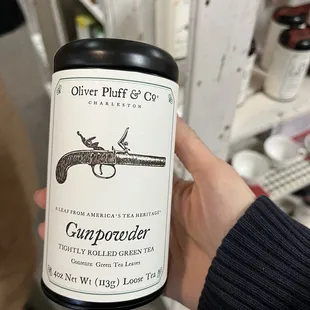 Oliver Pluff & Co.
CHARLESTON
A LEAF FROM AMERICA'S TEA HERITAGE
Gunpowder
TIGHTLY ROLLED GREEN TEA
Contents: Green Tea Leaves
4oz Net Wt (113g) Loose Tea